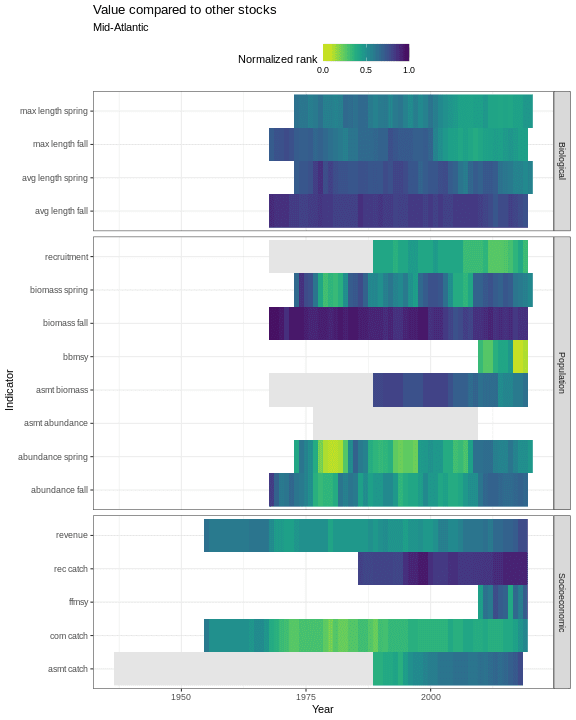 Value compared to other stocks
Mid-Atlantic
Normalized rank
0.0 0.5 1.0
Indicator
max length spring
max length fall
avg length spring
avg length fall
Biological
recruitment
biomass spring
biomass fall
bbmsy
asmt biomass
asmt abundance
abundance spring
abundance fall
Population
revenue
rec catch
ffmsy
com catch
asmt catch
Socioeconomic
1950 1975 2000
Year